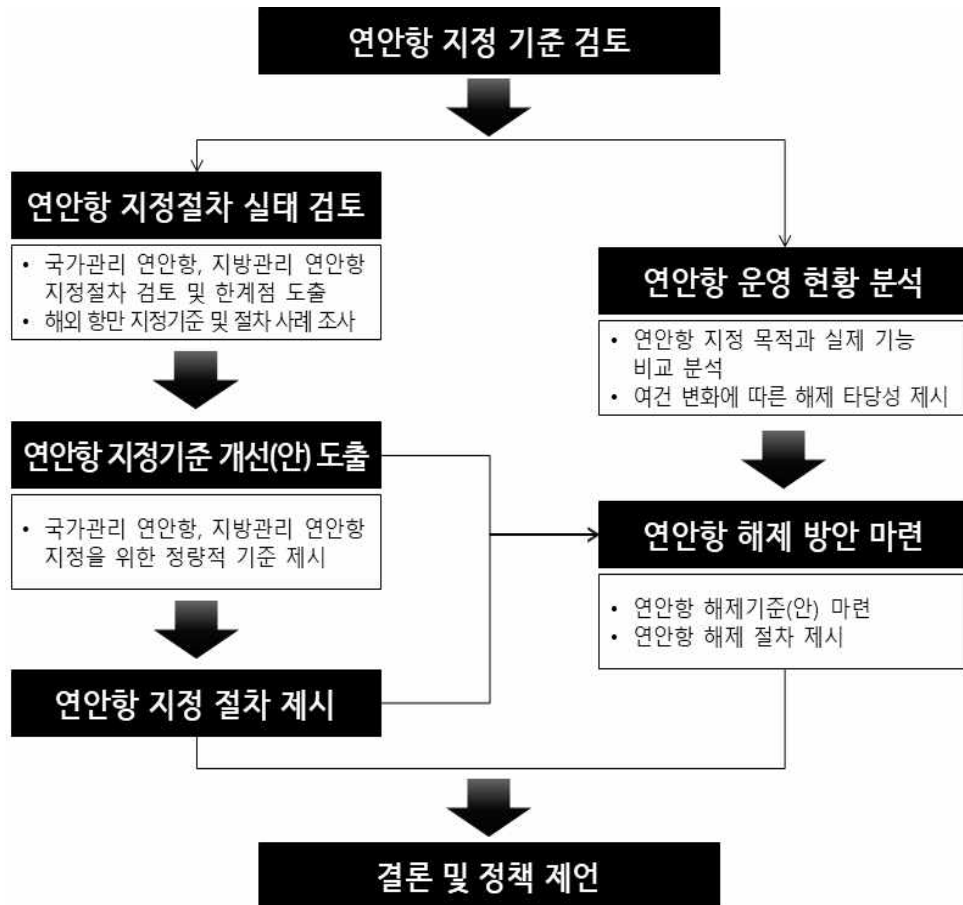 연안항 지정 기준 검토
연안항 지정절차 실태 검토
• 국가관리 연안항, 지방관리 연안항
지정절차 검토 및 한계점 도출
• 해외 항만 지정기준 및 절차 사례 조사
연안항 지정기준 개선(안) 도출
• 국가관리 연안항, 지방관리 연안항
지정을 위한 정량적 기준 제시
연안항 지정 절차 제시
연안항 운영 현황 분석
• 연안항 지정 목적과 실제 기능
비교 분석
• 여건 변화에 따른 해제 타당성 제시
연안항 해제 방안 마련
• 연안항 해제기준(안) 마련
• 연안항 해제 절차 제시
결론 및 정책 제언